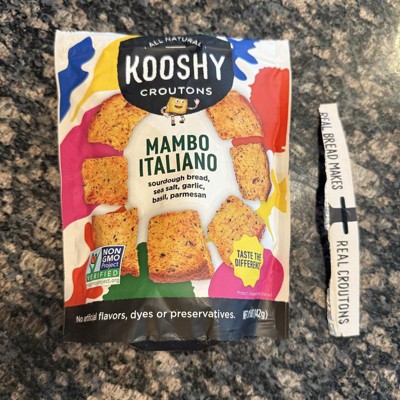 ALL NATURAL
KOOSHY
CROUTONS
MAMBO
ITALIANO
sourdough bread,
sea salt, garlic,
basil, parmesan
TASTE THE
DIFFERENCE
NON
GMO
Project
VERIFIED
No artificial flavors, dyes or preservatives.
REAL BREAD MAKES
REAL CROUTONS